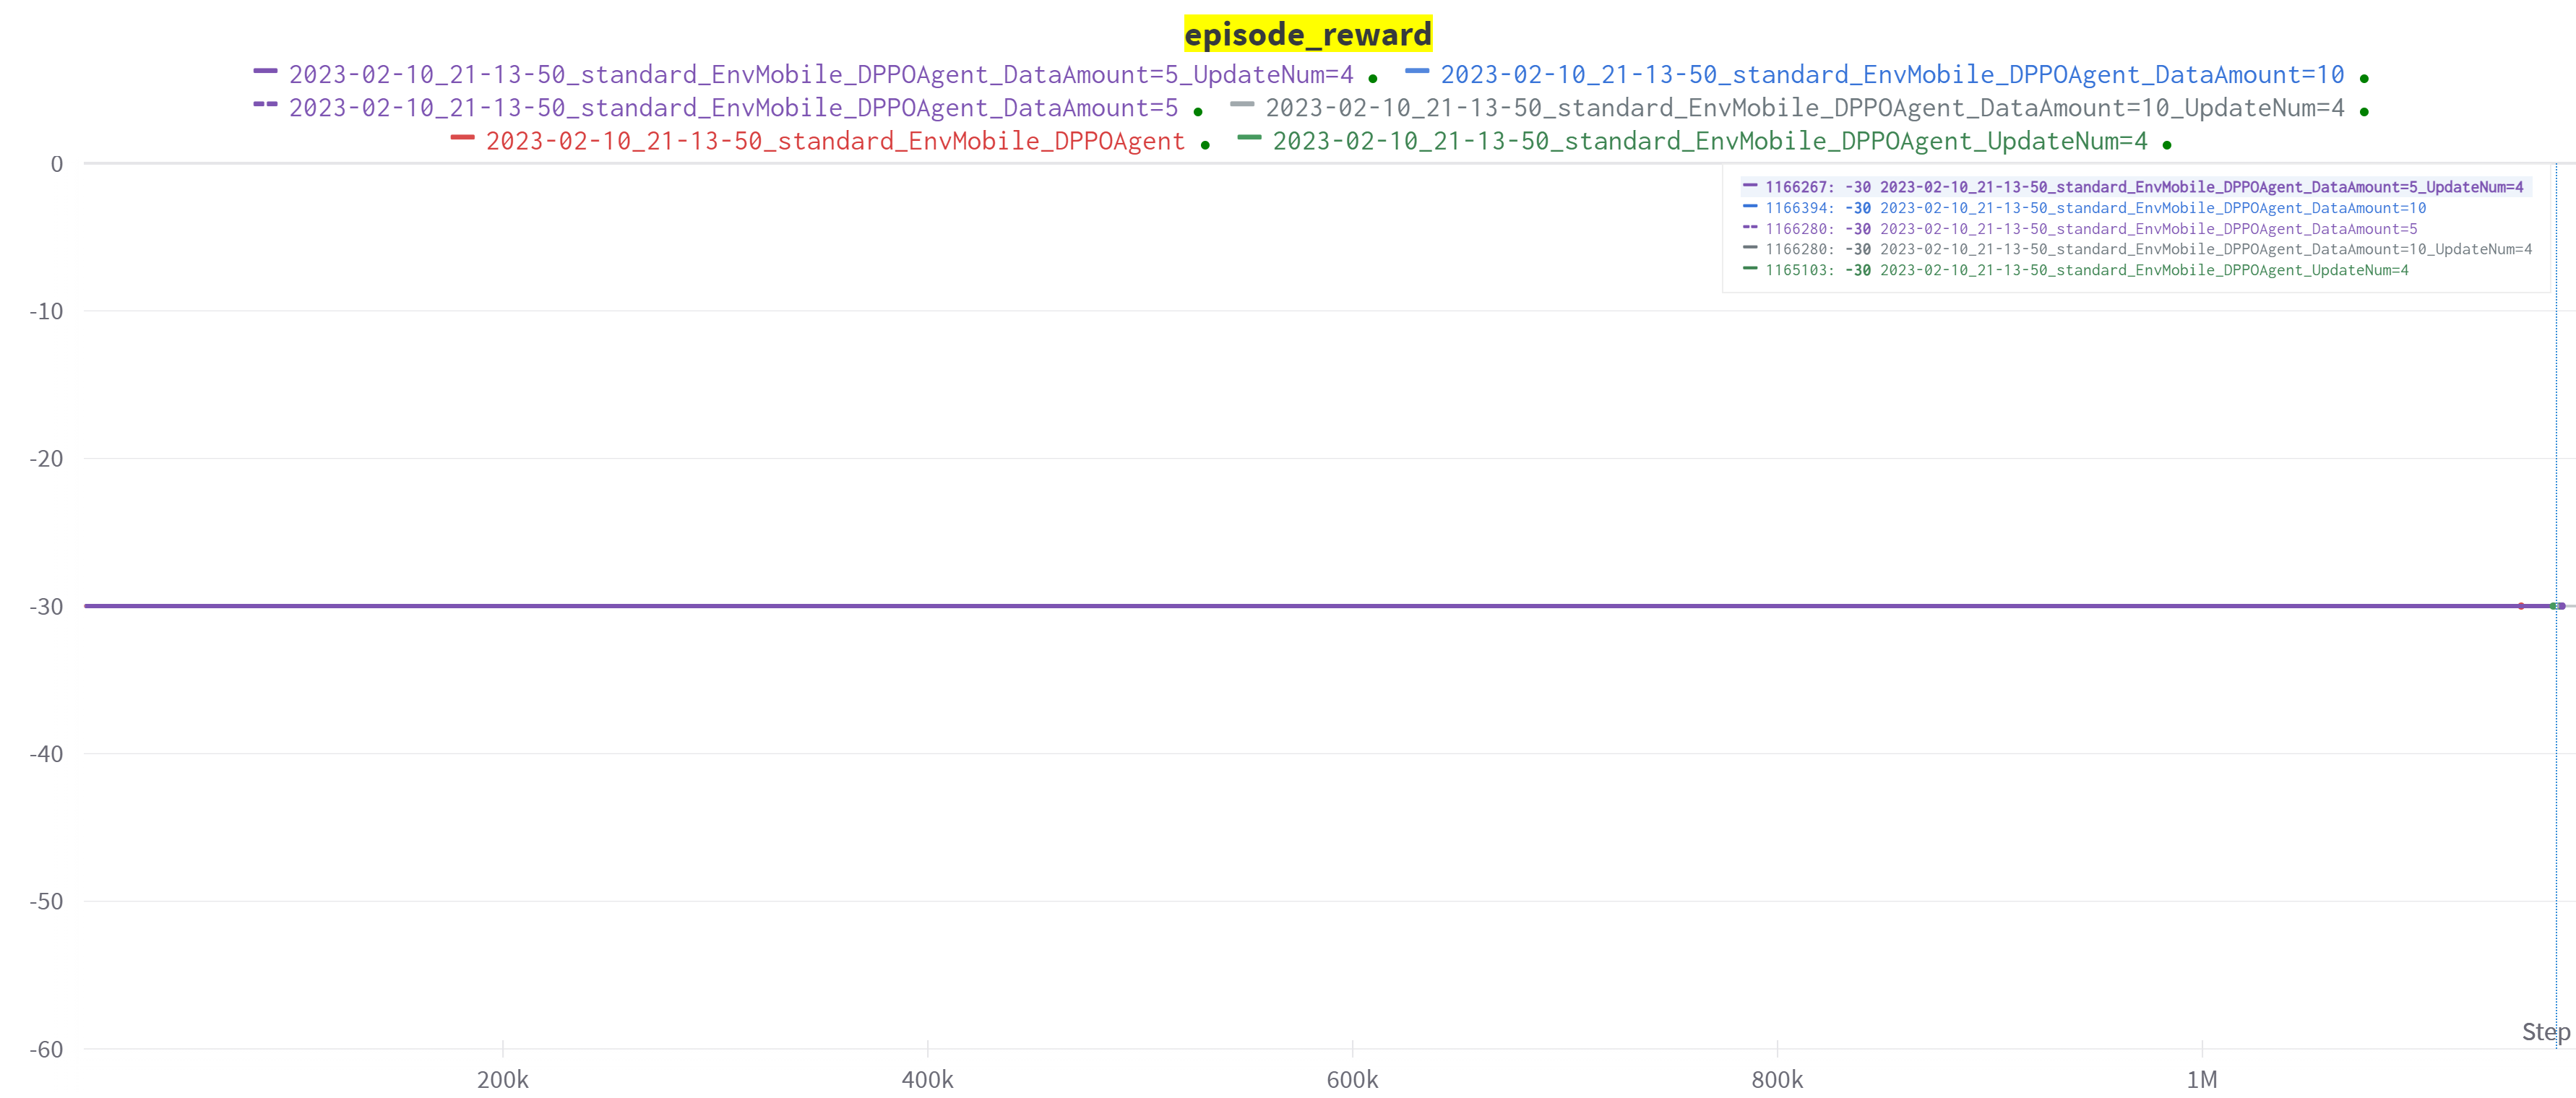 episode_reward
2023-02-10_21-13-50_standard_EnvMobile_DPPOAgent_DataAmount=5_UpdateNum=4 2023-02-10_21-13-50_standard_EnvMobile_DPPOAgent_DataAmount=10
2023-02-10_21-13-50_standard_EnvMobile_DPPOAgent_DataAmount=5 2023-02-10_21-13-50_standard_EnvMobile_DPPOAgent_DataAmount=10_UpdateNum=4
2023-02-10_21-13-50_standard_EnvMobile_DPPOAgent 2023-02-10_21-13-50_standard_EnvMobile_DPPOAgent_UpdateNum=4
0
1166267: -30 2023-02-10_21-13-50_standard_EnvMobile_DPPOAgent_DataAmount=5_UpdateNum=4
1166394: -30 2023-02-10_21-13-50_standard_EnvMobile_DPPOAgent_DataAmount=10
1166280: -30 2023-02-10_21-13-50_standard_EnvMobile_DPPOAgent_DataAmount=5
1166280: -30 2023-02-10_21-13-50_standard_EnvMobile_DPPOAgent_DataAmount=10_UpdateNum=4
1165103: -30 2023-02-10_21-13-50_standard_EnvMobile_DPPOAgent_UpdateNum=4
-10
-20
-30
-40
-50
Step
-60
200k 400k 600k 800k 1M